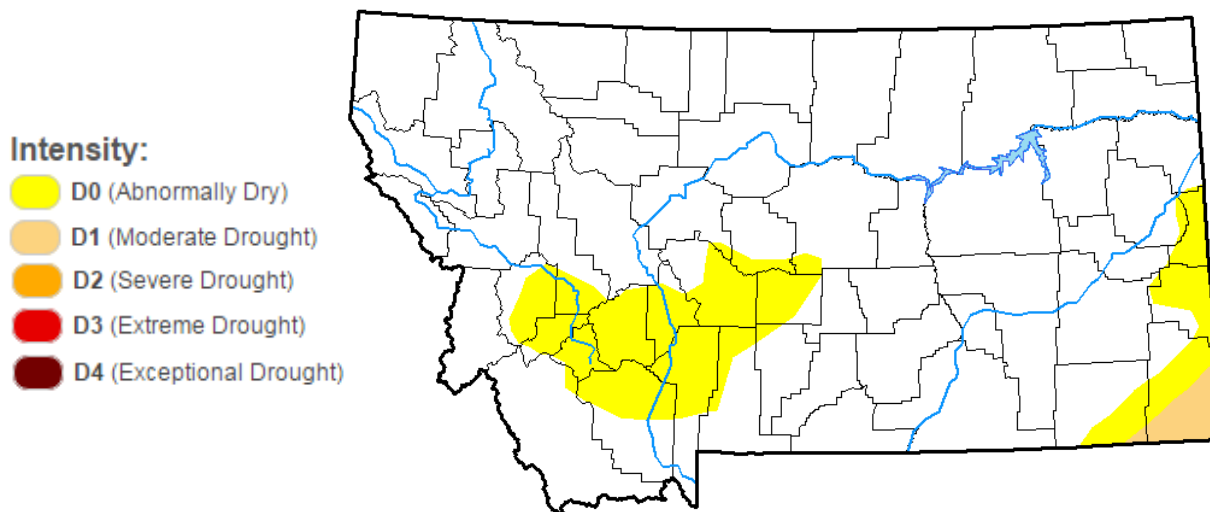 Intensity:
D0 (Abnormally Dry)
D1 (Moderate Drought)
D2 (Severe Drought)
D3 (Extreme Drought)
D4 (Exceptional Drought)